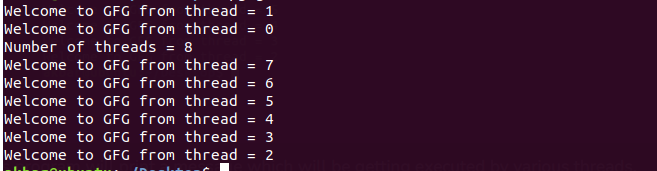 Welcome to GFG from thread = 1
Welcome to GFG from thread = 0
Number of threads = 8
Welcome to GFG from thread = 7
Welcome to GFG from thread = 6
Welcome to GFG from thread = 5
Welcome to GFG from thread = 4
Welcome to GFG from thread = 3
Welcome to GFG from thread = 2